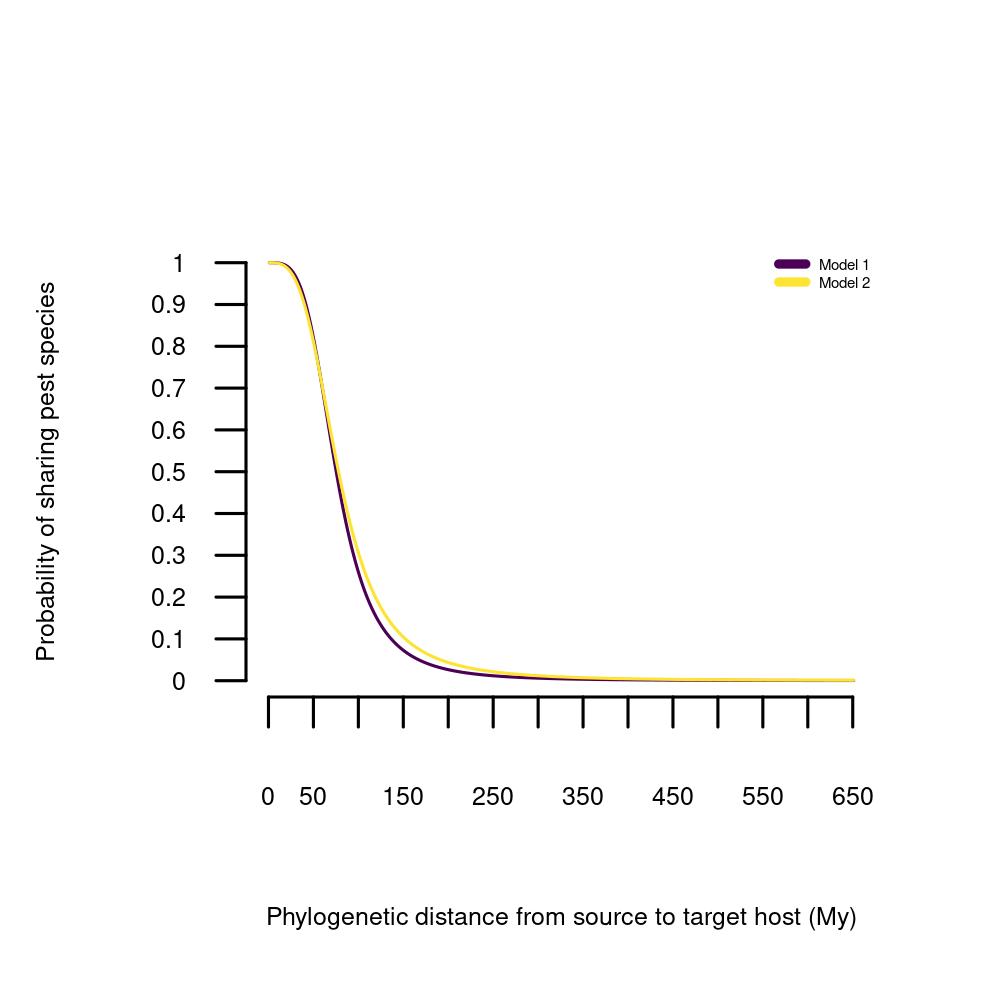 Model 1
Model 2
Probability of sharing pest species
1
0.9
0.8
0.7
0.6
0.5
0.4
0.3
0.2
0.1
0
0 50 150 250 350 450 550 650
Phylogenetic distance from source to target host (My)